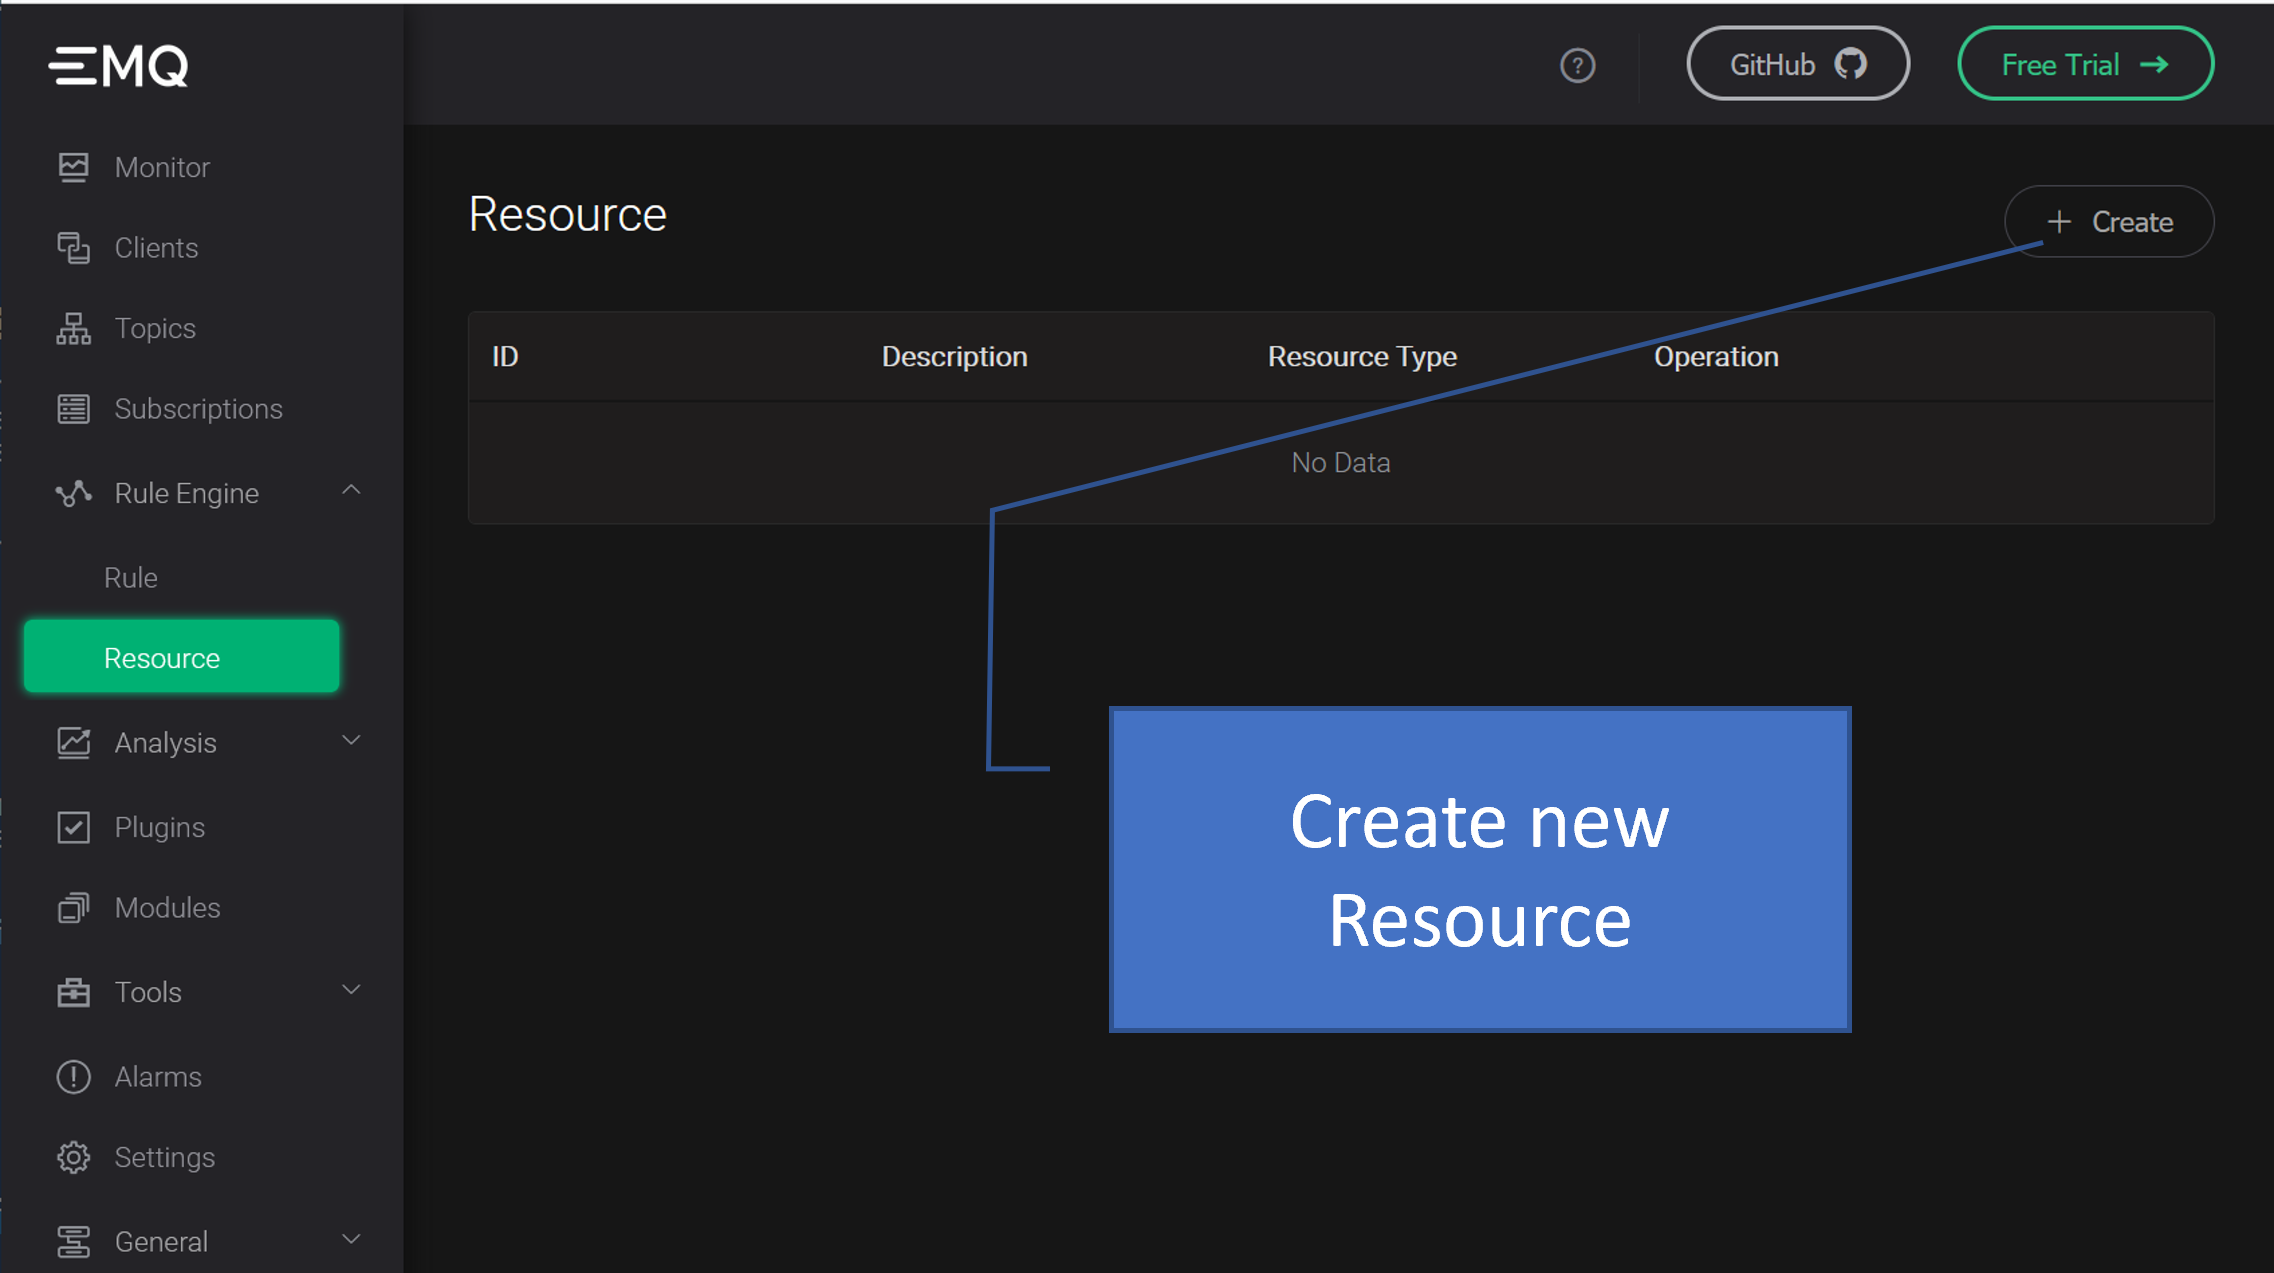 EMQ
GitHub
Free Trial →
Monitor
Clients
Topics
Subscriptions
Rule Engine
Rule
Resource
Analysis
Plugins
Modules
Tools
Alarms
Settings
General
Resource
+ Create
ID Description Resource Type Operation
No Data
Create new
Resource